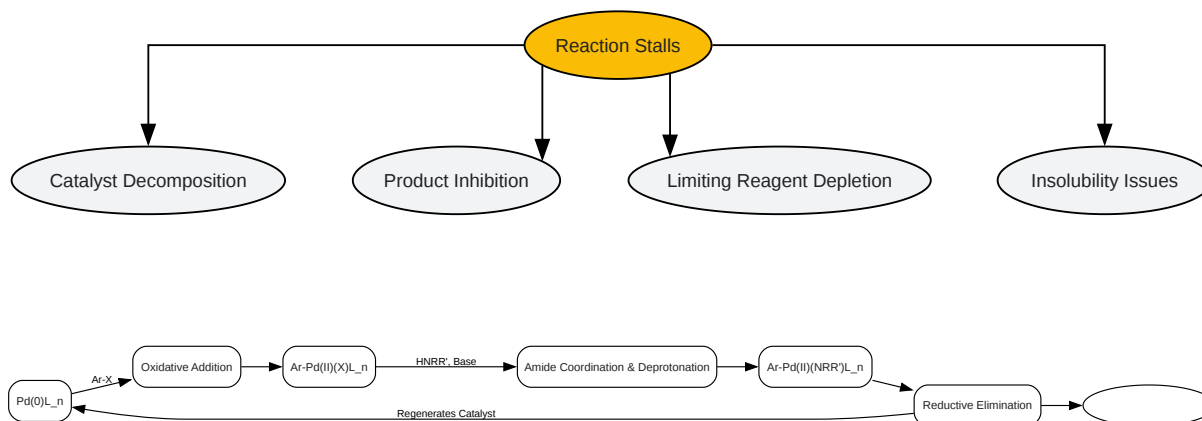 Reaction Stalls
Catalyst Decomposition
Product Inhibition
Limiting Reagent Depletion
Insolubility Issues
Pd(0)L_n
Ar-X
Oxidative Addition
Ar-Pd(II)(X)L_n
HNRR', Base
Amide Coordination & Deprotonation
Ar-Pd(II)(NRR')L_n
Reductive Elimination
Regenerates Catalyst